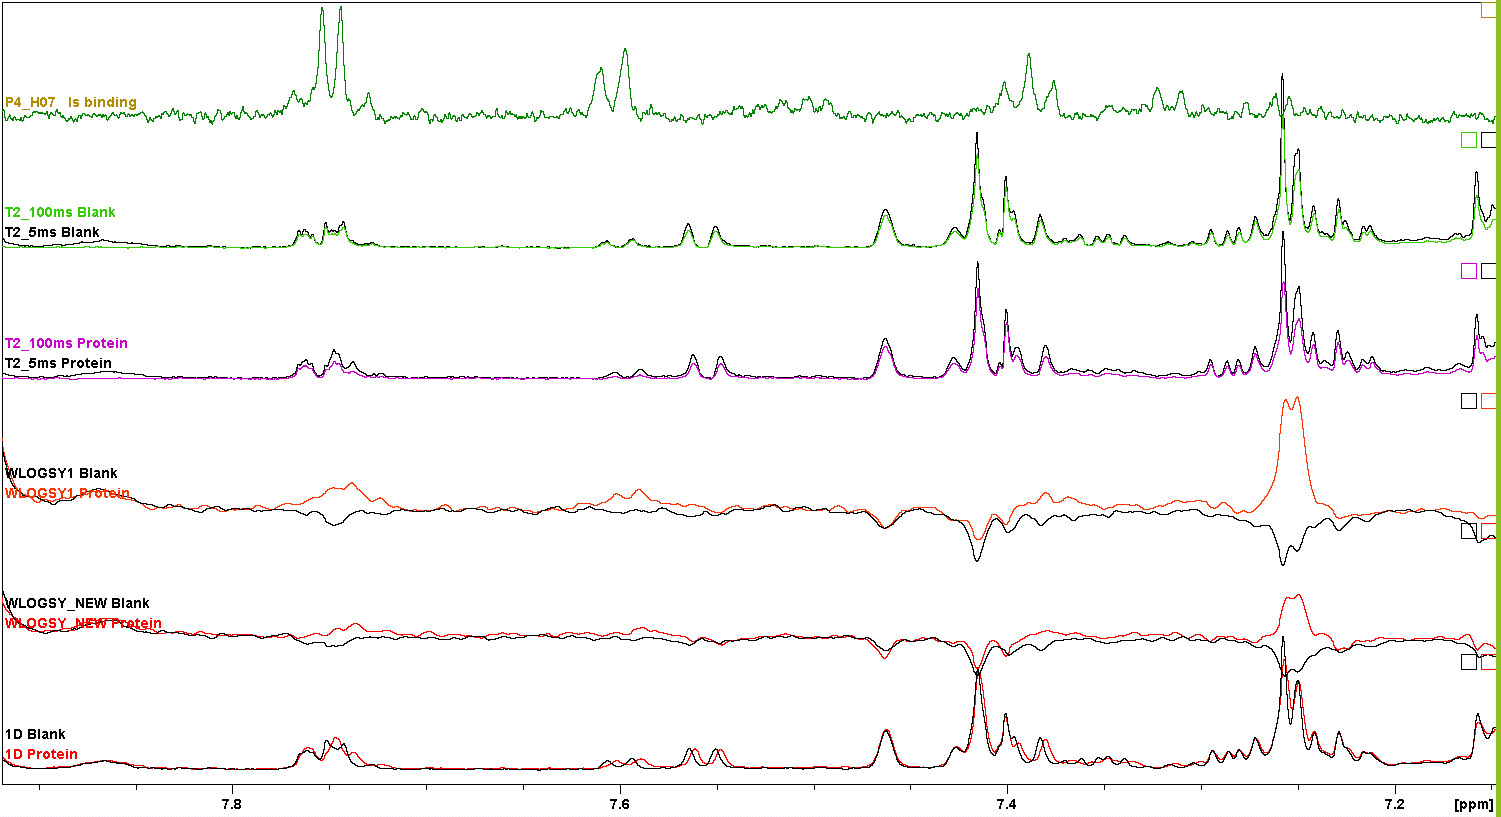 P4_H07 Is binding
T2_100ms Blank
T2_5ms Blank
T2_100ms Protein
T2_5ms Protein
WLOGSY1 Blank
WLOGSY1 Protein
WLOGSY_NEW Blank
WLOGSY_NEW Protein
1D Blank
1D Protein
7.8 7.6 7.4 7.2 [ppm]